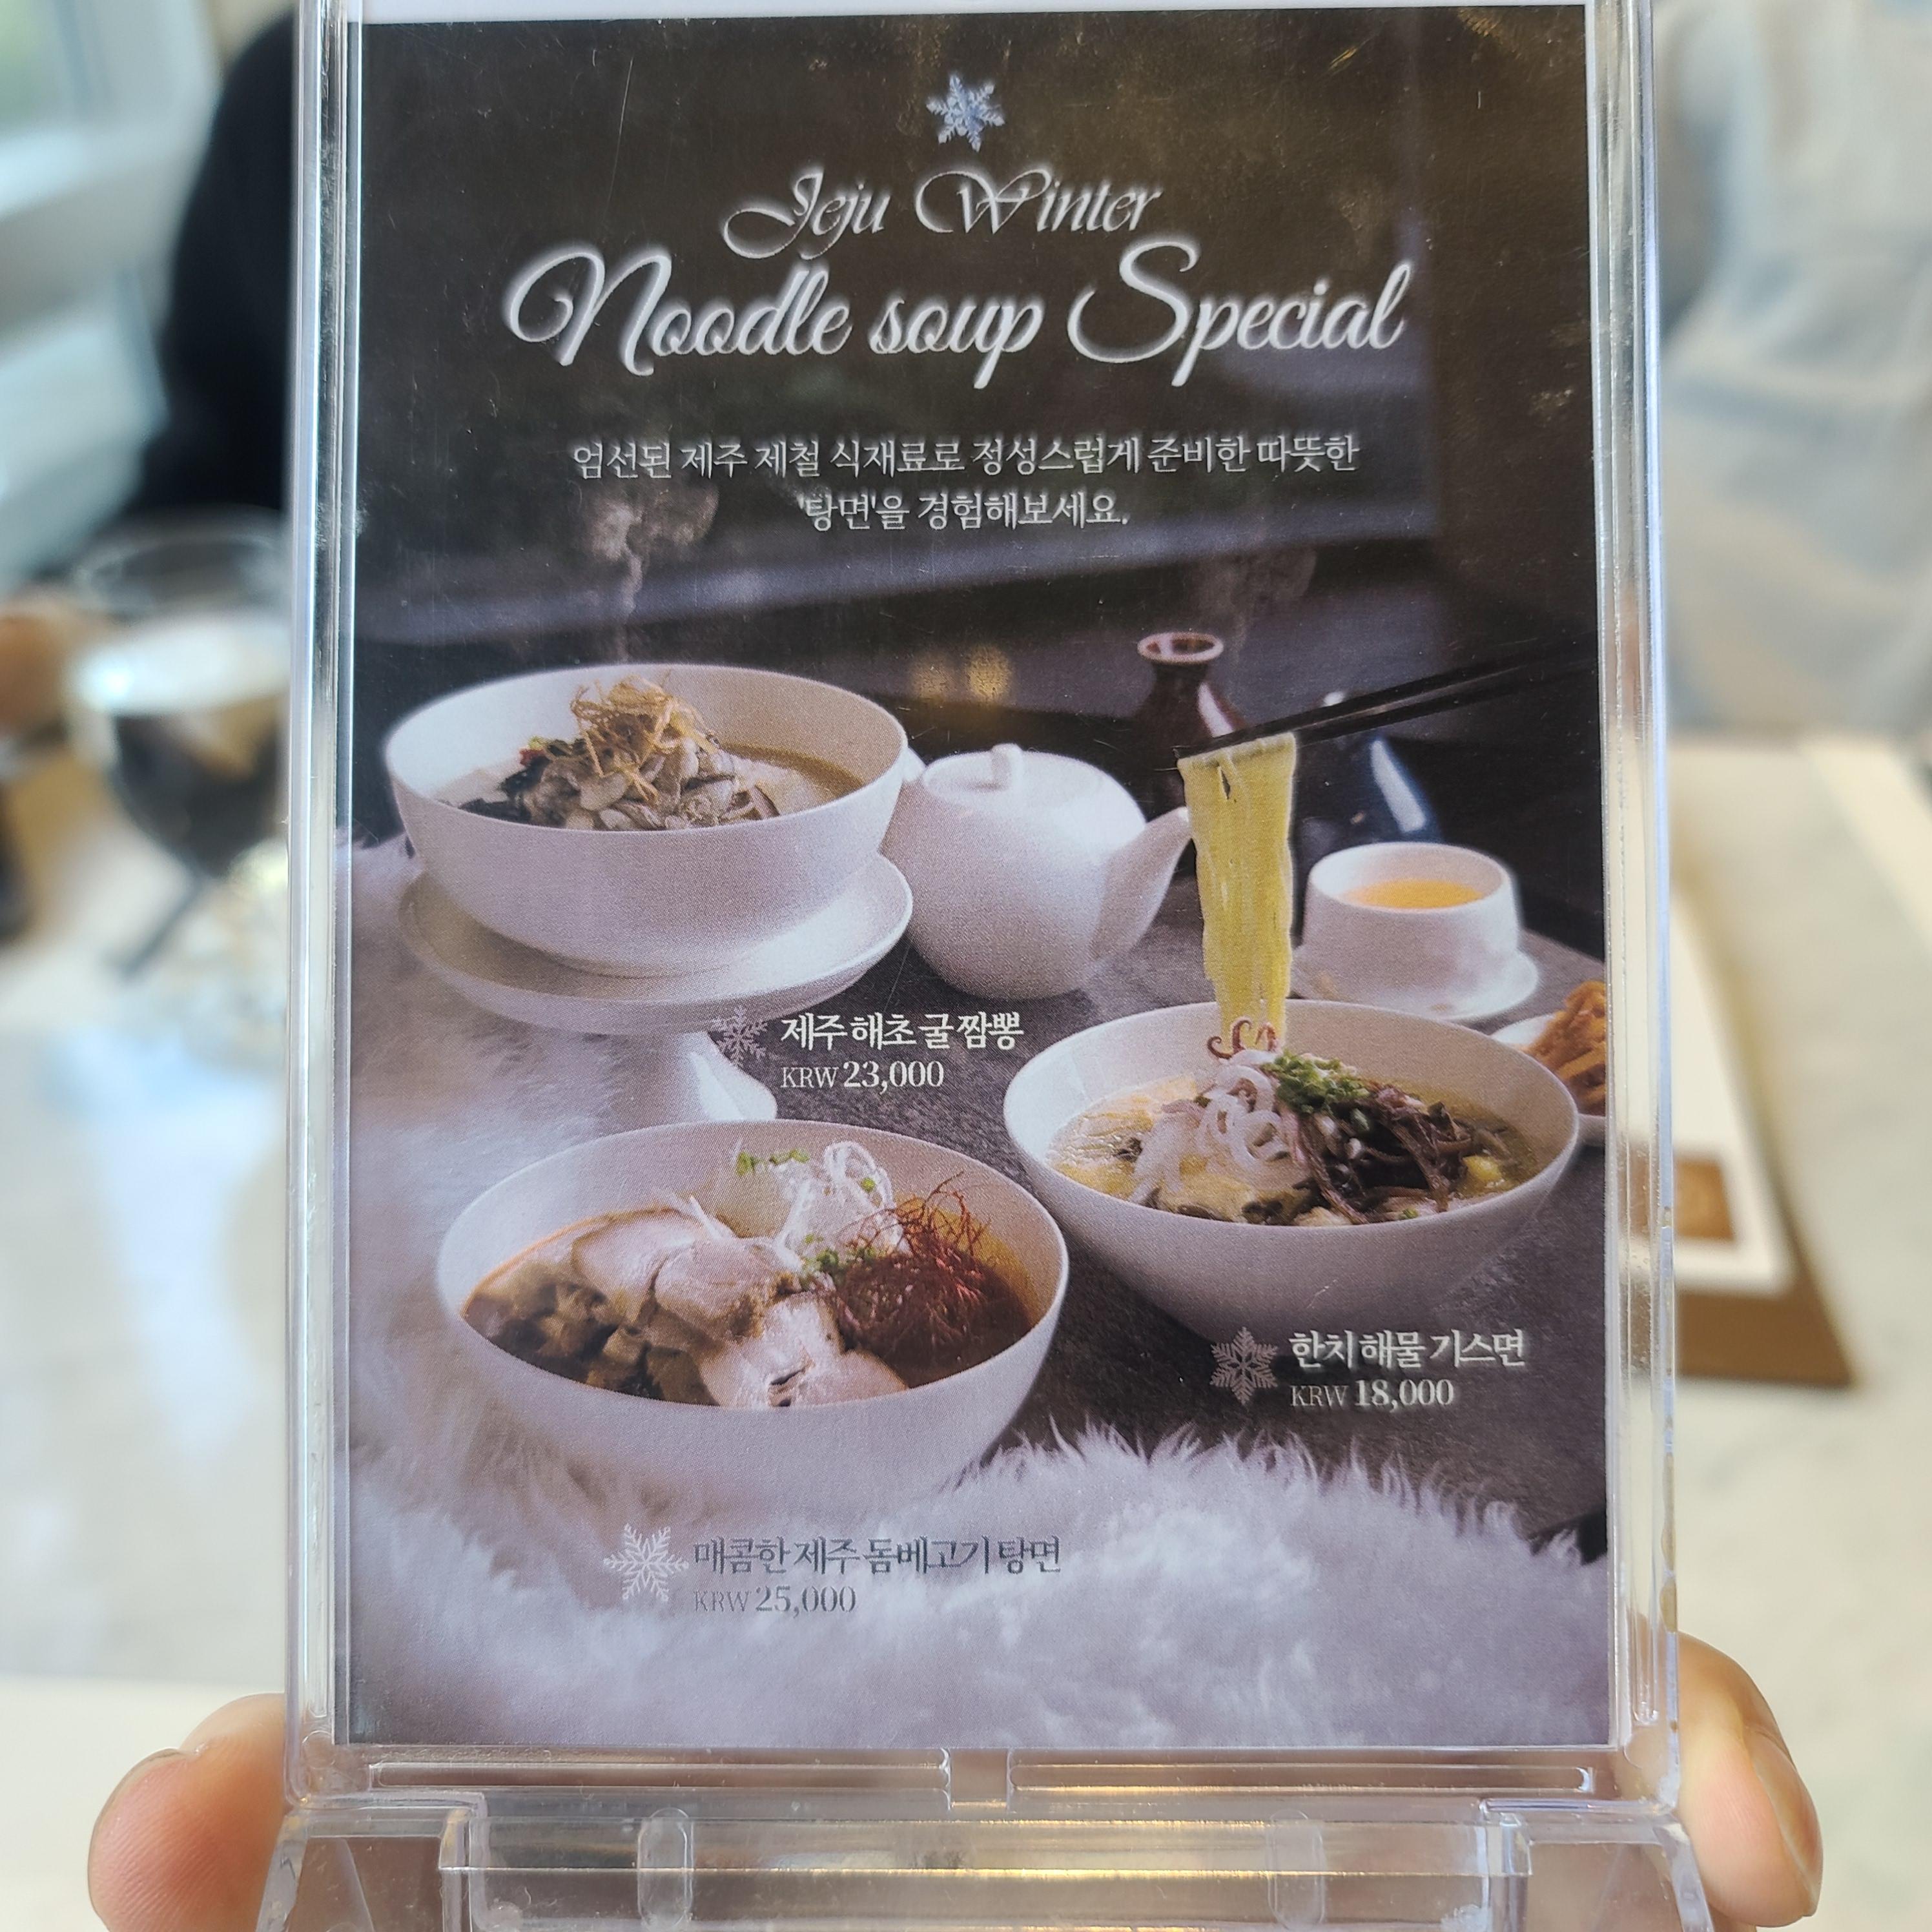 Jeju Winter
Noodle soup Special
엄선된 제주 제철 식재료로 정성스럽게 준비한 따뜻한
'탕면'을 경험해보세요.
제주 해초 굴 짬뽕
KRW 23,000
한치 해물 기스면
KRW 18,000
매콤한 제주 돔베고기 탕면
KRW 25,000